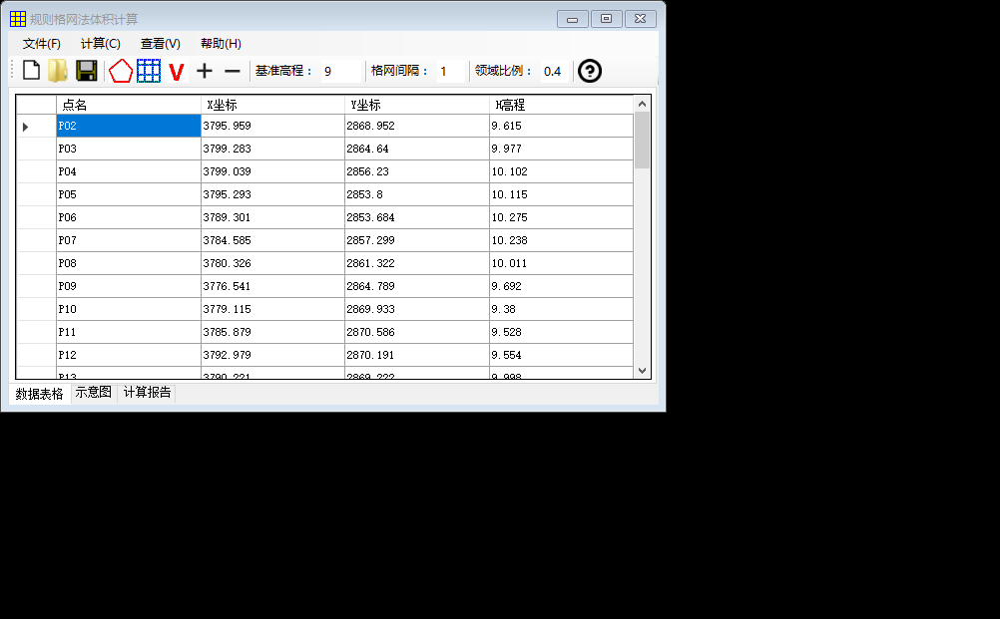 规则格网法体积计算
文件(F) 计算(C) 查看(V) 帮助(H)
V 基准高程： 9 格网间隔： 1 领域比例： 0.4 ?
点名 X坐标 Y坐标 H高程
P02 3795.959 2868.952 9.615
P03 3799.283 2864.64 9.977
P04 3799.039 2856.23 10.102
P05 3795.293 2853.8 10.115
P06 3789.301 2853.684 10.275
P07 3784.585 2857.299 10.238
P08 3780.326 2861.322 10.011
P09 3776.541 2864.789 9.692
P10 3779.115 2869.933 9.38
P11 3785.879 2870.586 9.528
P12 3792.979 2870.191 9.554
P13 3790.221 2869.222 9.998
数据表格 示意图 计算报告